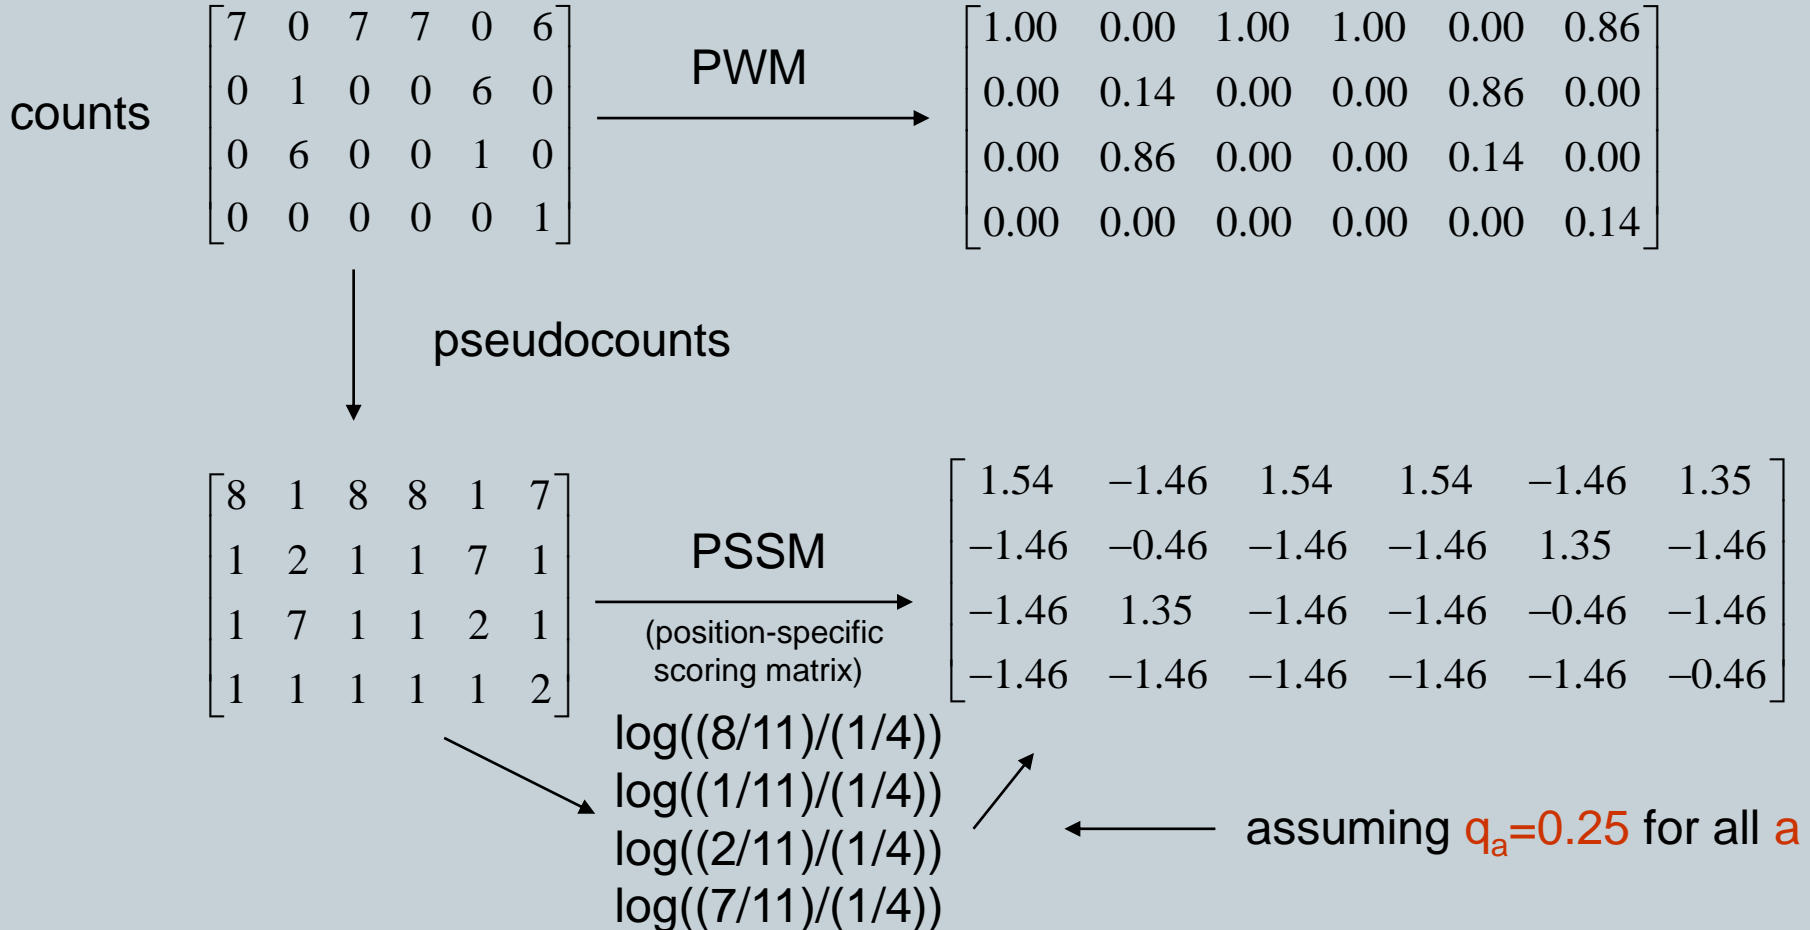 counts
7 0 7 7 0 6
0 1 0 0 6 0
0 6 0 0 1 0
0 0 0 0 0 1
PWM
1.00 0.00 1.00 1.00 0.00 0.86
0.00 0.14 0.00 0.00 0.86 0.00
0.00 0.86 0.00 0.00 0.14 0.00
0.00 0.00 0.00 0.00 0.00 0.14
pseudocounts
8 1 8 8 1 7
1 2 1 1 7 1
1 7 1 1 2 1
1 1 1 1 1 2
PSSM
(position-specific
scoring matrix)
1.54 −1.46 1.54 1.54 −1.46 1.35
−1.46 −0.46 −1.46 −1.46 1.35 −1.46
−1.46 1.35 −1.46 −1.46 −0.46 −1.46
−1.46 −1.46 −1.46 −1.46 −1.46 −0.46
log((8/11)/(1/4))
log((1/11)/(1/4))
log((2/11)/(1/4))
log((7/11)/(1/4))
assuming qa=0.25 for all a